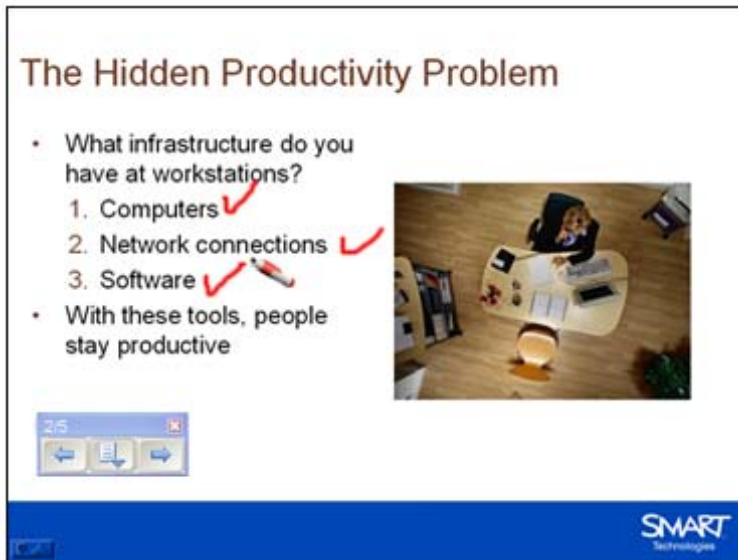 The Hidden Productivity Problem
• What infrastructure do you
have at workstations?
1. Computers
2. Network connections
3. Software
• With these tools, people
stay productive
2/5
SMART
Technologies